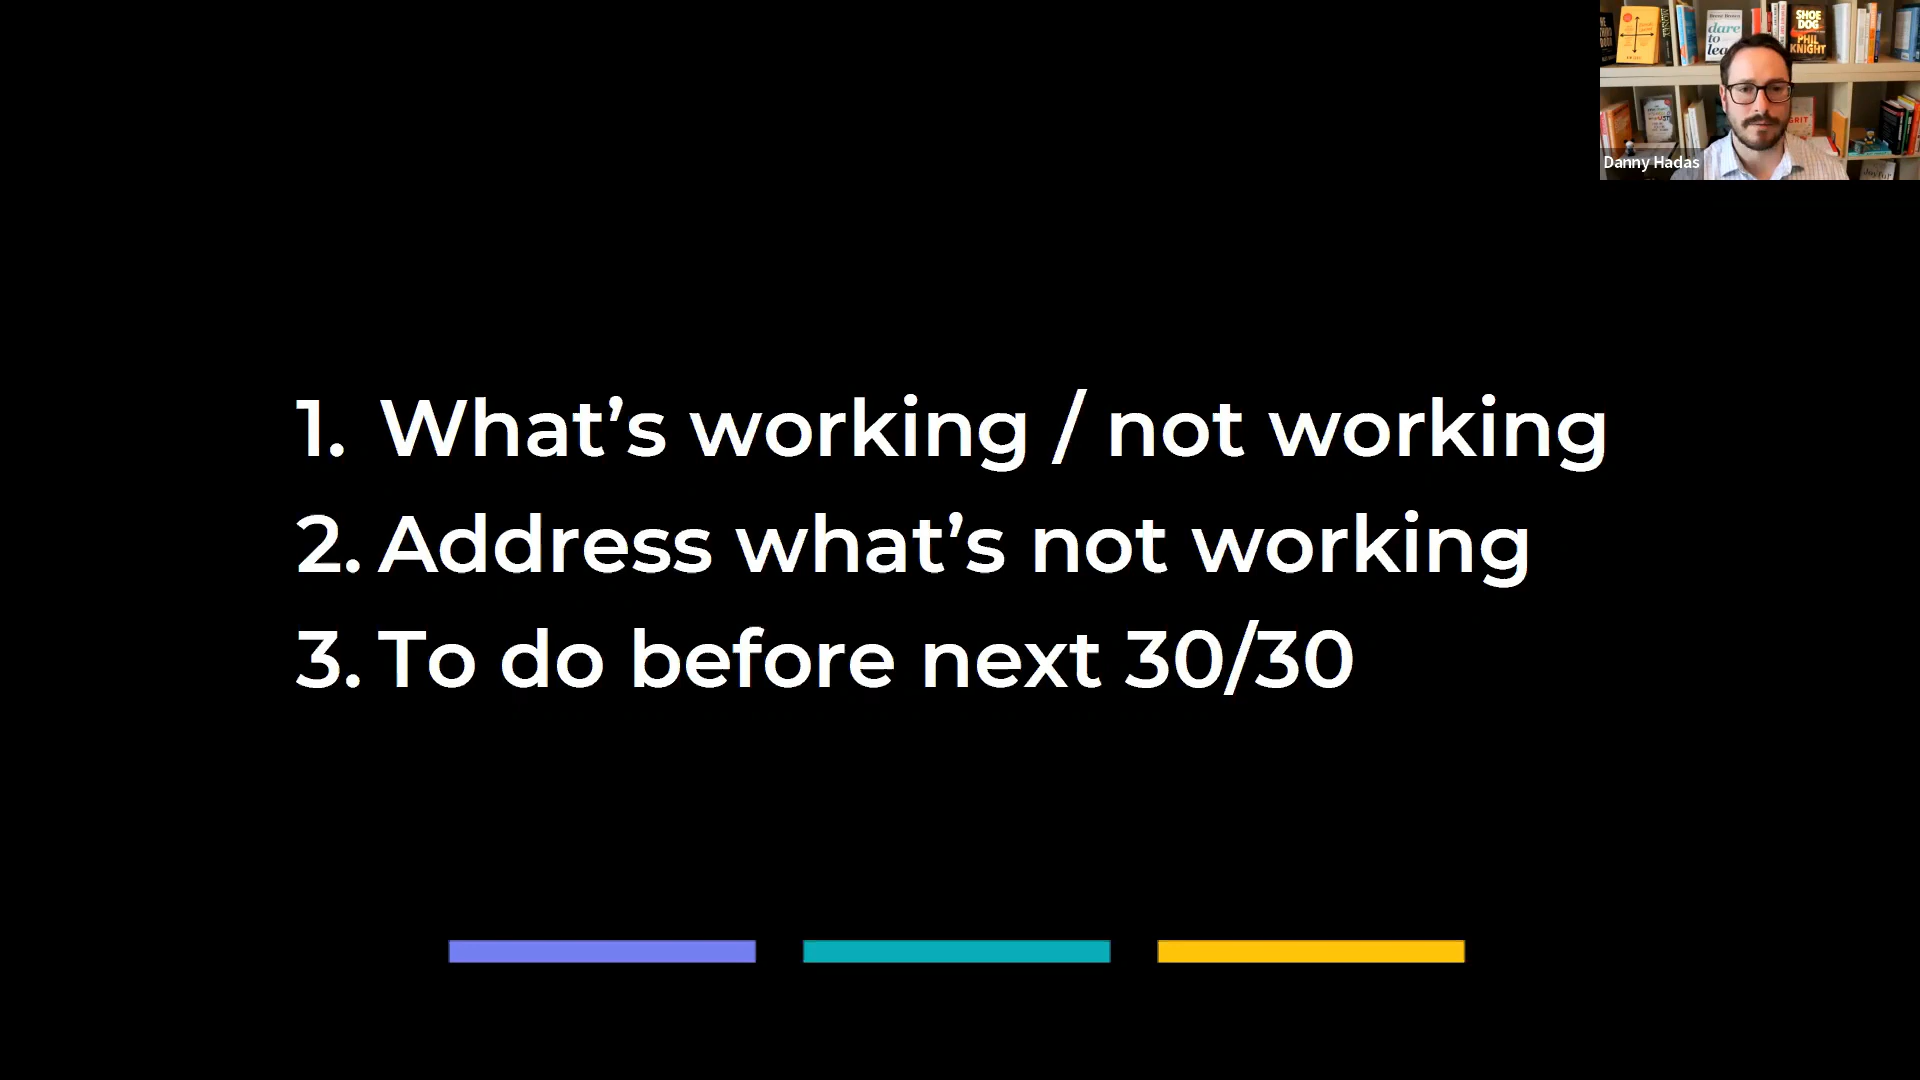 SHOE
DOG
PHIL
KNIGHT
dare
to
GRIT
Danny Hadas
1. What’s working / not working
2. Address what’s not working
3. To do before next 30/30